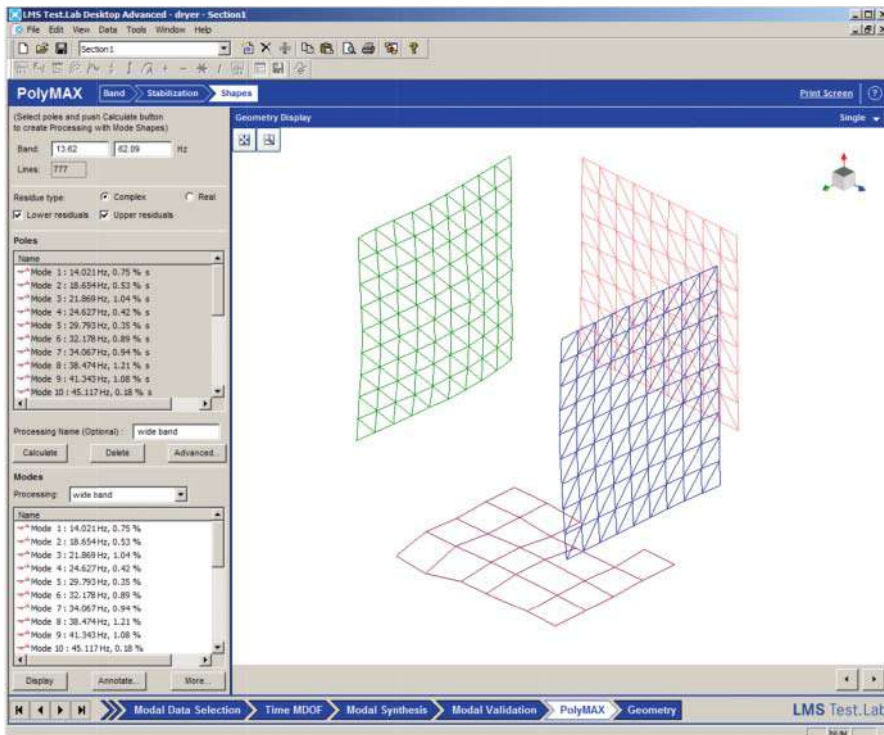 LMS Test.Lab Desktop Advanced - dryer - Section1
File Edit View Data Tools Window Help
Section1
PolyMAX Band Stabilization Shapes Print Screen ?
(Select poles and push Calculate button
to create Processing with Mode Shapes)
Geometry Display Single
Band: 13.62 62.09 Hz
Lines: 777
Residue type: Complex Real
Lower residuals Upper residuals
Poles
Name
Mode 1 : 14.021 Hz, 0.75 % s
Mode 2 : 18.654 Hz, 0.53 % s
Mode 3 : 21.869 Hz, 1.04 % s
Mode 4 : 24.627 Hz, 0.42 % s
Mode 5 : 29.793 Hz, 0.35 % s
Mode 6 : 32.178 Hz, 0.89 % s
Mode 7 : 34.067 Hz, 0.94 % s
Mode 8 : 38.474 Hz, 1.21 % s
Mode 9 : 41.343 Hz, 1.08 % s
Mode 10 : 45.117 Hz, 0.18 % s
Processing Name (Optional) : wide band
Calculate Delete Advanced...
Modes
Processing: wide band
Name
Mode 1 : 14.021 Hz, 0.75 %
Mode 2 : 18.654 Hz, 0.53 %
Mode 3 : 21.869 Hz, 1.04 %
Mode 4 : 24.627 Hz, 0.42 %
Mode 5 : 29.793 Hz, 0.35 %
Mode 6 : 32.178 Hz, 0.89 %
Mode 7 : 34.067 Hz, 0.94 %
Mode 8 : 38.474 Hz, 1.21 %
Mode 9 : 41.343 Hz, 1.08 %
Mode 10 : 45.117 Hz, 0.18 %
Display Annotate... More...
Modal Data Selection Time MDOF Modal Synthesis Modal Validation PolyMAX Geometry LMS Test.Lab